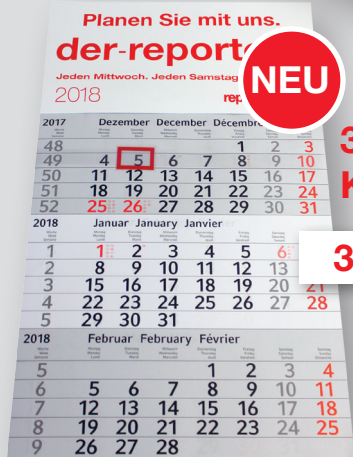 Planen Sie mit uns.
der-reporte
Jeden Mittwoch. Jeden Samstag
2018
rep.
NEU
3
K
3
2017 Dezember December Décembre
48 1 2 3
49 4 5 6 7 8 9 10
50 11 12 13 14 15 16 17
51 18 19 20 21 22 23 24
52 25 26 27 28 29 30 31
2018 Januar January Janvier
1 1 2 3 4 5 6
2 8 9 10 11 12 13
3 15 16 17 18 19 20 21
4 22 23 24 25 26 27 28
5 29 30 31
2018 Februar February Février
5 1 2 3 4
6 5 6 7 8 9 10 11
7 12 13 14 15 16 17 18
8 19 20 21 22 23 24 25
9 26 27 28